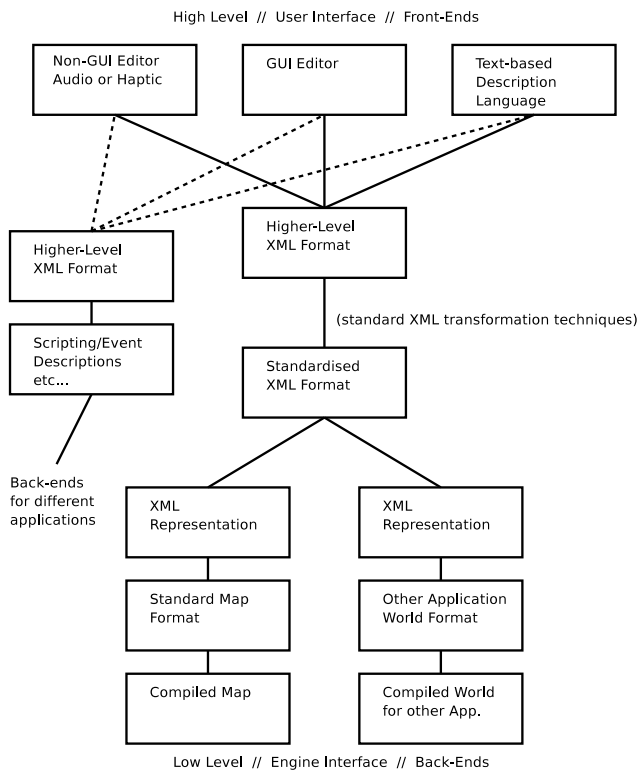 High Level // User Interface // Front-Ends
Non-GUI Editor
Audio or Haptic
GUI Editor
Text-based
Description
Language
Higher-Level
XML Format
Higher-Level
XML Format
(standard XML transformation techniques)
Scripting/Event
Descriptions
etc...
Standardised
XML Format
Back-ends
for different
applications
XML
Representation
XML
Representation
Standard Map
Format
Other Application
World Format
Compiled Map
Compiled World
for other App.
Low Level // Engine Interface // Back-Ends